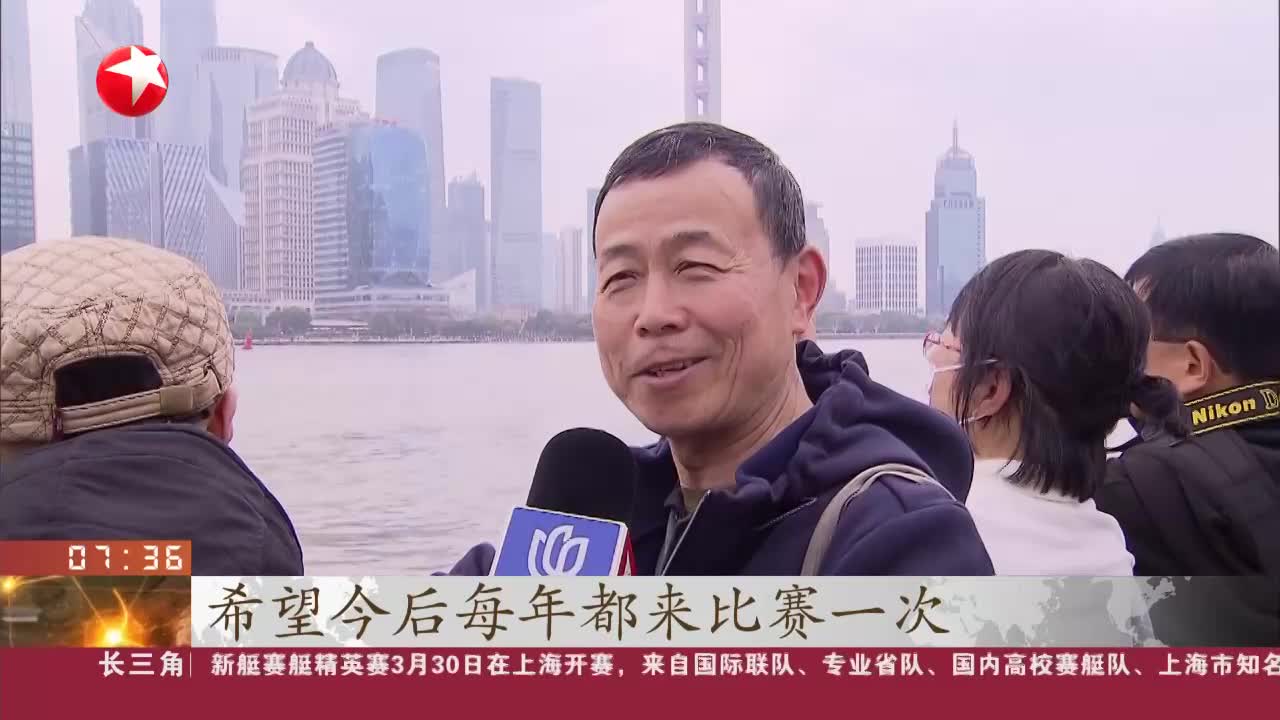 Nikon D
07:36
希望今后每年都来比赛一次
长三角
新艇赛艇精英赛3月30日在上海开赛，来自国际联队、专业省队、国内高校赛艇队、上海市知名